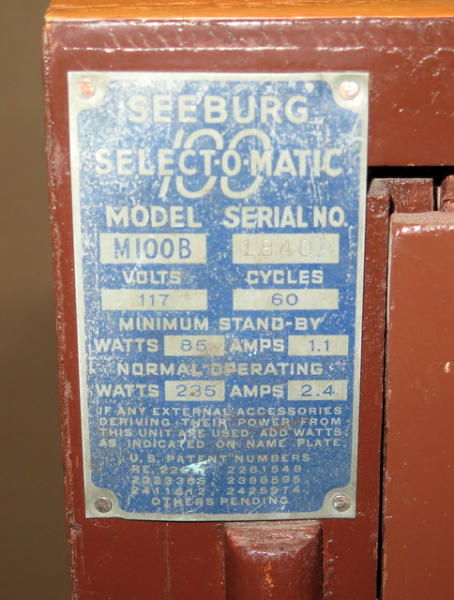 SEEBURG
100
SELECT-O-MATIC
MODEL SERIAL NO.
M100B
VOLTS CYCLES
117 60
MINIMUM STAND-BY
WATTS 85 AMPS 1.1
NORMAL OPERATING
WATTS 235 AMPS 2.4
IF ANY EXTERNAL ACCESSORIES
DERIVING THEIR POWER FROM
THIS UNIT ARE USED, ADD WATTS
AS INDICATED ON NAME PLATE.
U.S. PATENT NUMBERS
RE. 2281548
2388595
2411612, 2425974
OTHERS PENDING